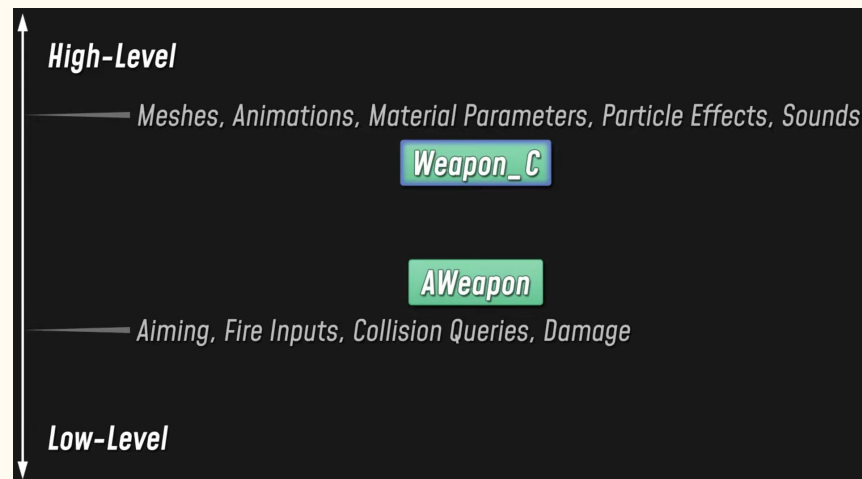 High-Level
Meshes, Animations, Material Parameters, Particle Effects, Sounds
Weapon_C
AWeapon
Aiming, Fire Inputs, Collision Queries, Damage
Low-Level